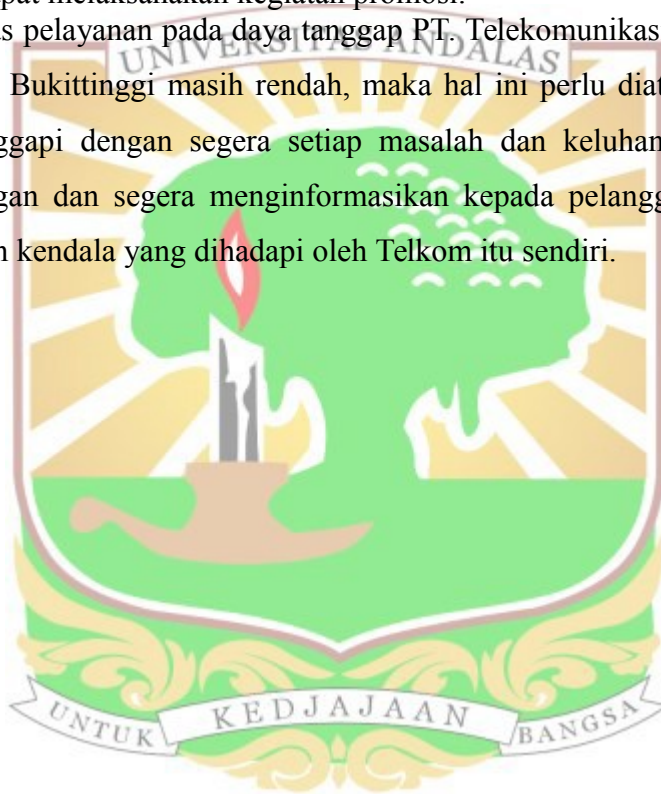 pat melaksanakan kegiatan promosi.
s pelayanan pada daya tanggap PT. Telekomunikas
UNIVERSITAS ANDALAS
Bukittinggi masih rendah, maka hal ini perlu diat
ggapi dengan segera setiap masalah dan keluhan
gan dan segera menginformasikan kepada pelangg
n kendala yang dihadapi oleh Telkom itu sendiri.
UNTUK KEDJAJAAN BANGSA